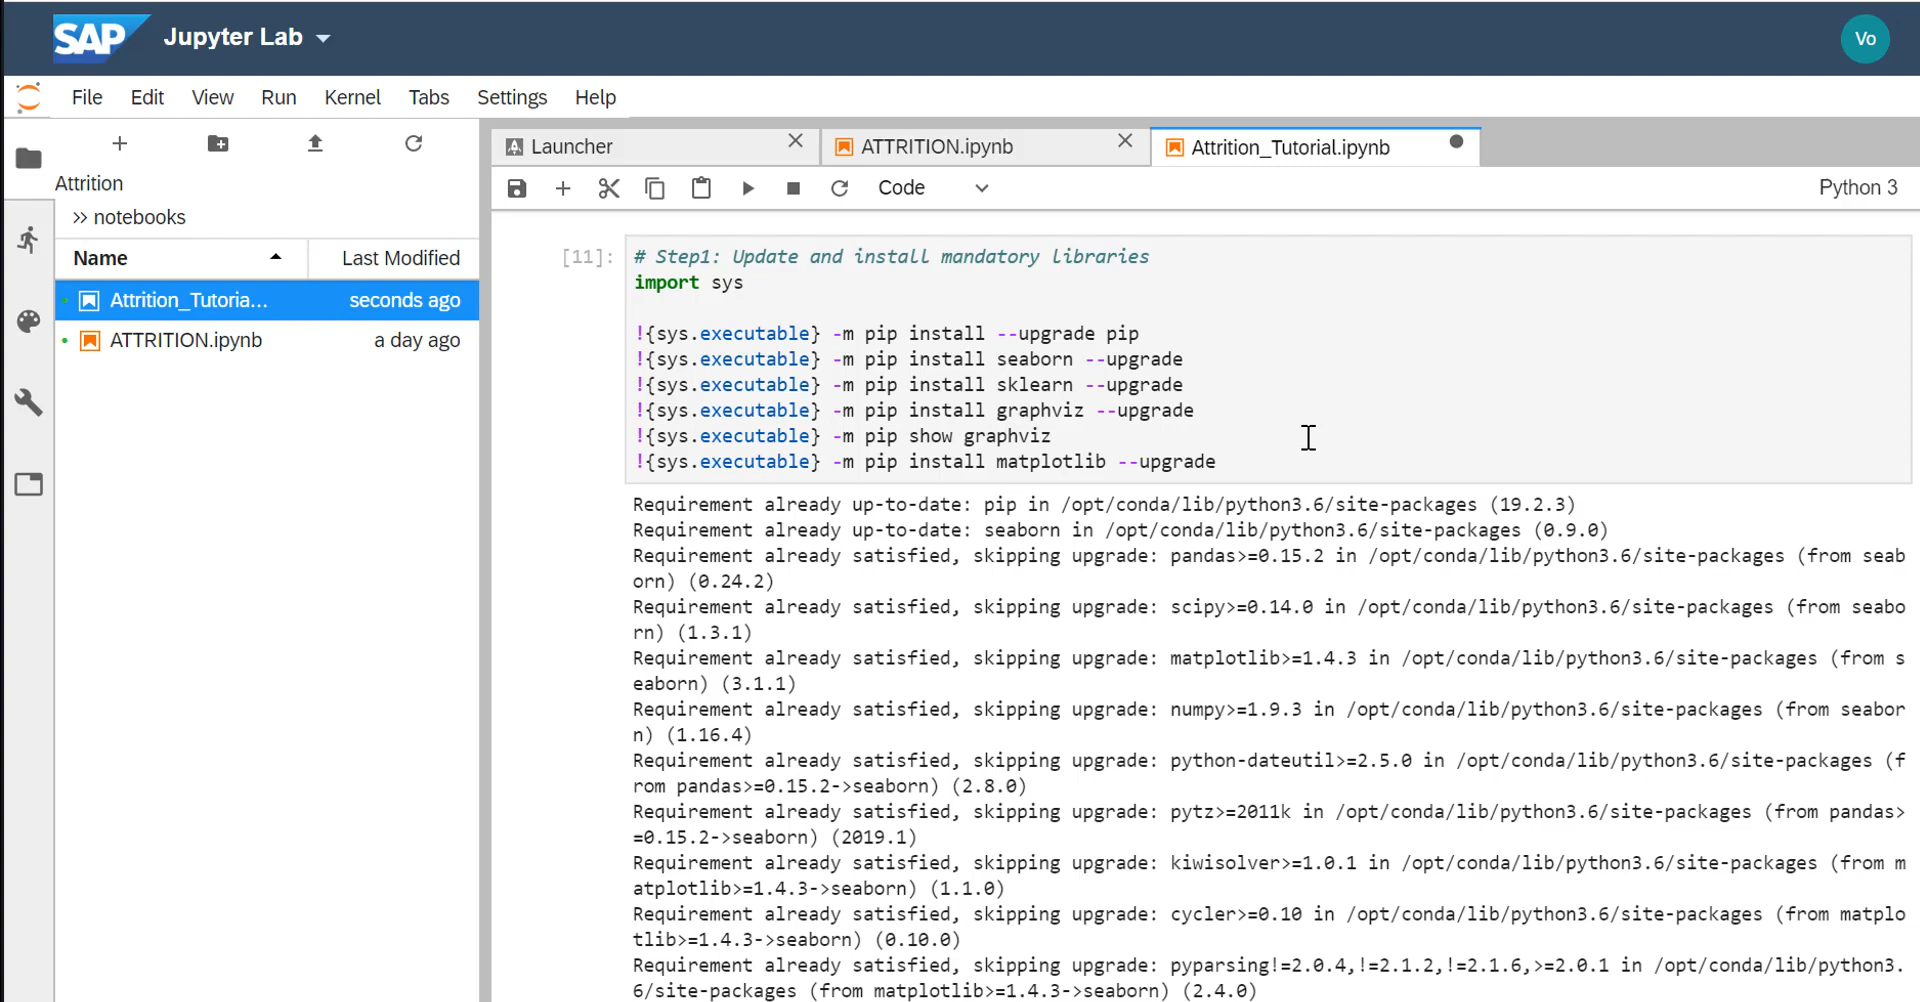 SAP Jupyter Lab
Vo
File Edit View Run Kernel Tabs Settings Help
Attrition
>> notebooks
Name Last Modified
Attrition_Tutoria... seconds ago
ATTRITION.ipynb a day ago
Launcher ATTRITION.ipynb Attrition_Tutorial.ipynb
Code Python 3
[11]: # Step1: Update and install mandatory libraries
import sys
!{sys.executable} -m pip install --upgrade pip
!{sys.executable} -m pip install seaborn --upgrade
!{sys.executable} -m pip install sklearn --upgrade
!{sys.executable} -m pip install graphviz --upgrade
!{sys.executable} -m pip show graphviz
!{sys.executable} -m pip install matplotlib --upgrade
Requirement already up-to-date: pip in /opt/conda/lib/python3.6/site-packages (19.2.3)
Requirement already up-to-date: seaborn in /opt/conda/lib/python3.6/site-packages (0.9.0)
Requirement already satisfied, skipping upgrade: pandas>=0.15.2 in /opt/conda/lib/python3.6/site-packages (from seab
orn) (0.24.2)
Requirement already satisfied, skipping upgrade: scipy>=0.14.0 in /opt/conda/lib/python3.6/site-packages (from seabo
rn) (1.3.1)
Requirement already satisfied, skipping upgrade: matplotlib>=1.4.3 in /opt/conda/lib/python3.6/site-packages (from s
eaborn) (3.1.1)
Requirement already satisfied, skipping upgrade: numpy>=1.9.3 in /opt/conda/lib/python3.6/site-packages (from seabor
n) (1.16.4)
Requirement already satisfied, skipping upgrade: python-dateutil>=2.5.0 in /opt/conda/lib/python3.6/site-packages (f
rom pandas>=0.15.2->seaborn) (2.8.0)
Requirement already satisfied, skipping upgrade: pytz>=2011k in /opt/conda/lib/python3.6/site-packages (from pandas>
=0.15.2->seaborn) (2019.1)
Requirement already satisfied, skipping upgrade: kiwisolver>=1.0.1 in /opt/conda/lib/python3.6/site-packages (from m
atplotlib>=1.4.3->seaborn) (1.1.0)
Requirement already satisfied, skipping upgrade: cycler>=0.10 in /opt/conda/lib/python3.6/site-packages (from matplo
tlib>=1.4.3->seaborn) (0.10.0)
Requirement already satisfied, skipping upgrade: pyparsing!=2.0.4,!=2.1.2,!=2.1.6,>=2.0.1 in /opt/conda/lib/python3.
6/site-packages (from matplotlib>=1.4.3->seaborn) (2.4.0)